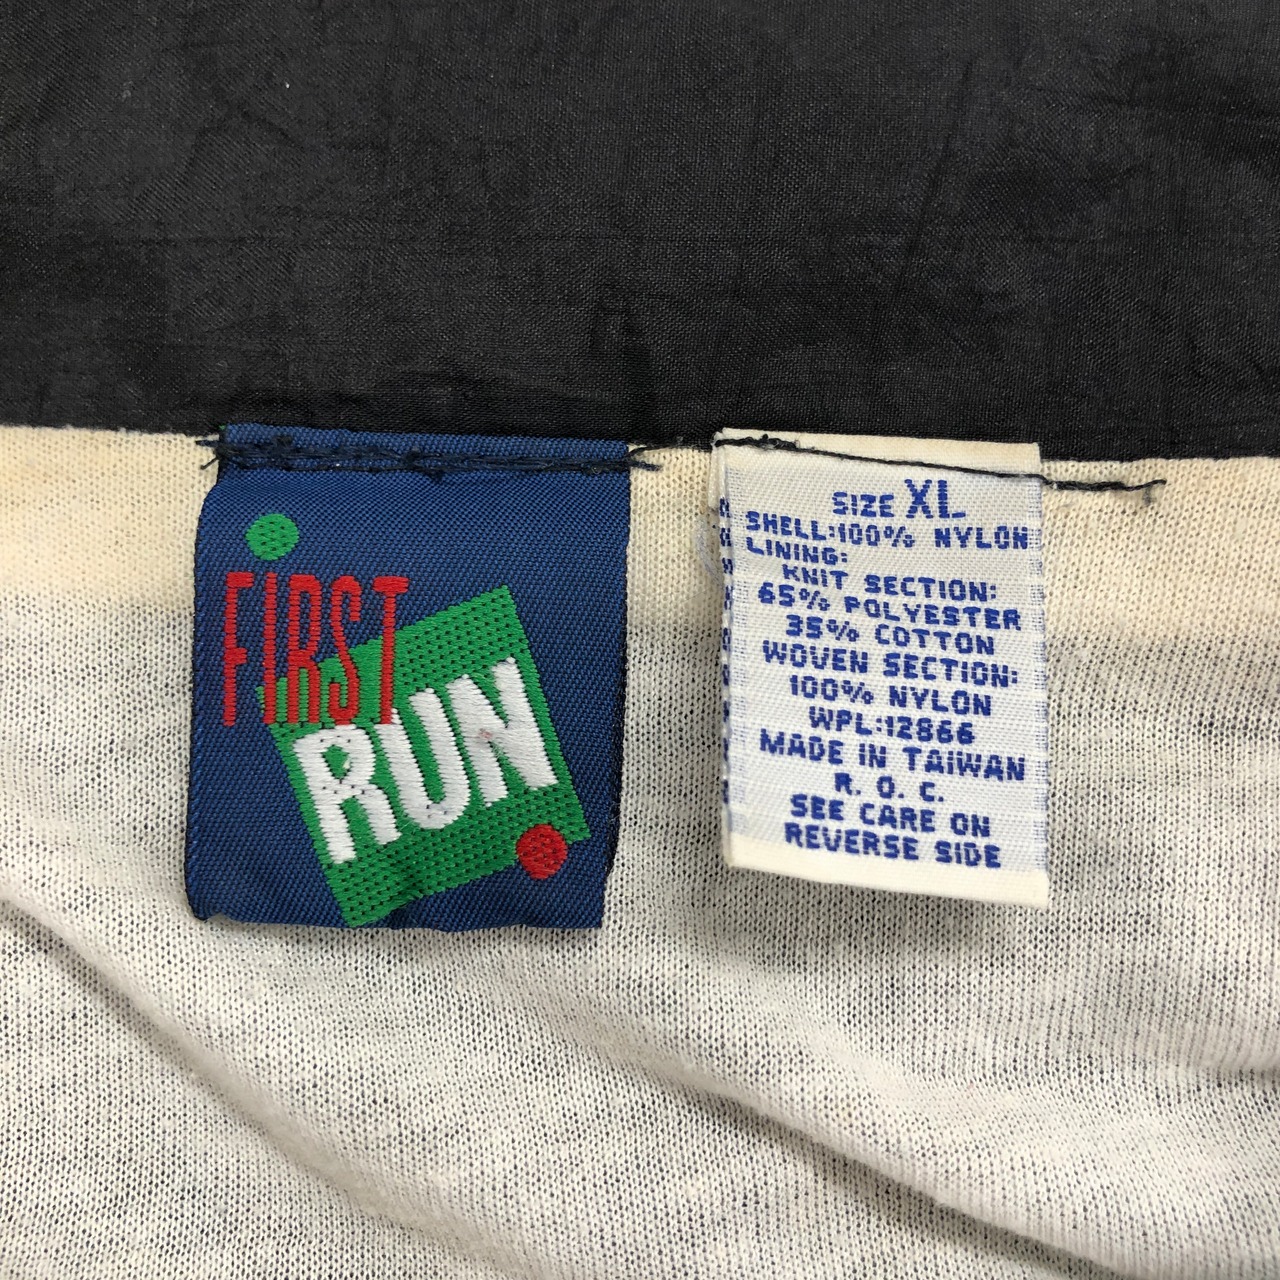 FIRST
RUN
SIZE XL
SHELL:100% NYLON
LINING:
KNIT SECTION:
65% POLYESTER
35% COTTON
WOVEN SECTION:
100% NYLON
WPL:12866
MADE IN TAIWAN
R. O. C.
SEE CARE ON
REVERSE SIDE